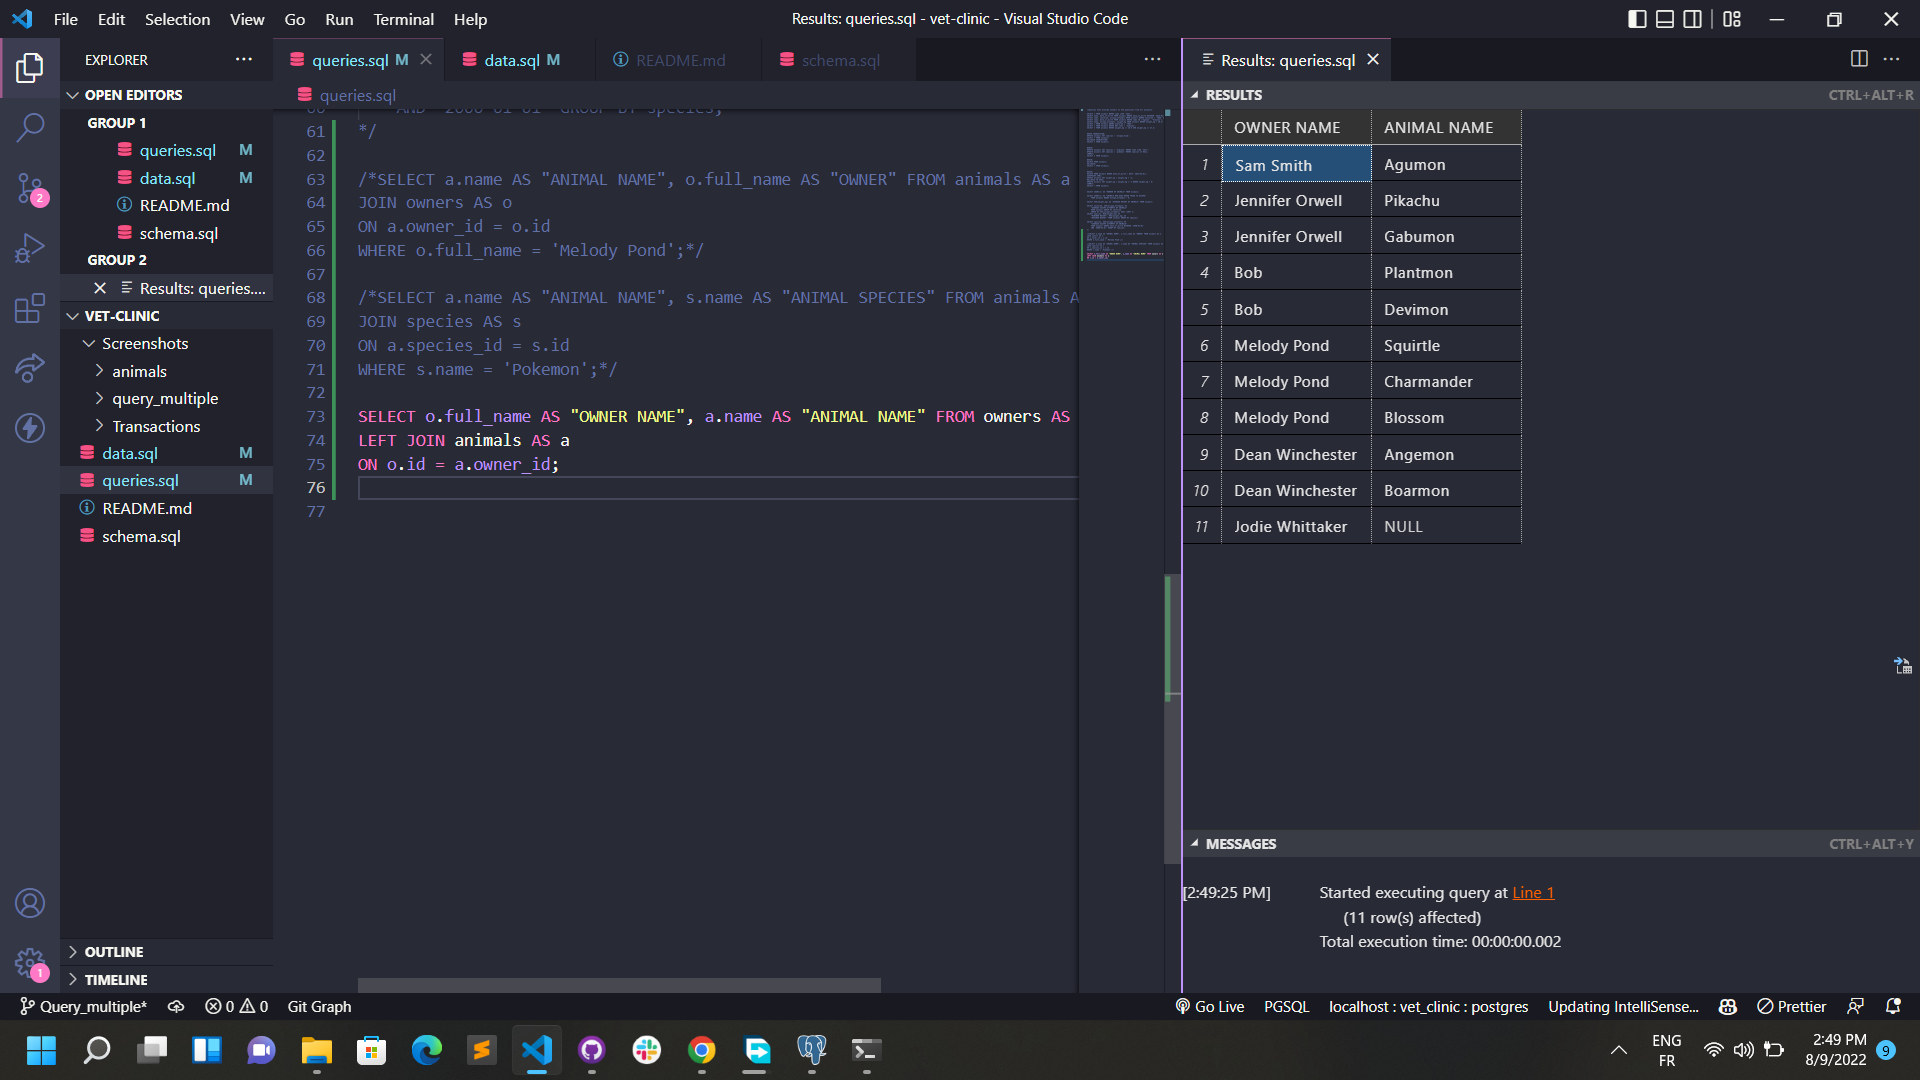 File Edit Selection View Go Run Terminal Help
Results: queries.sql - vet-clinic - Visual Studio Code
EXPLORER
OPEN EDITORS
GROUP 1
queries.sql M
data.sql M
README.md
schema.sql
GROUP 2
Results: queries....
VET-CLINIC
Screenshots
animals
query_multiple
Transactions
data.sql M
queries.sql M
README.md
schema.sql
OUTLINE
TIMELINE
2
1
queries.sql M
data.sql M
README.md
schema.sql
queries.sql
61 */
62
63 /*SELECT a.name AS "ANIMAL NAME", o.full_name AS "OWNER" FROM animals AS a
64 JOIN owners AS o
65 ON a.owner_id = o.id
66 WHERE o.full_name = 'Melody Pond';*/
67
68 /*SELECT a.name AS "ANIMAL NAME", s.name AS "ANIMAL SPECIES" FROM animals A
69 JOIN species AS s
70 ON a.species_id = s.id
71 WHERE s.name = 'Pokemon';*/
72
73 SELECT o.full_name AS "OWNER NAME", a.name AS "ANIMAL NAME" FROM owners AS
74 LEFT JOIN animals AS a
75 ON o.id = a.owner_id;
76
77
Results: queries.sql
RESULTS CTRL+ALT+R
OWNER NAME ANIMAL NAME
1 Sam Smith Agumon
2 Jennifer Orwell Pikachu
3 Jennifer Orwell Gabumon
4 Bob Plantmon
5 Bob Devimon
6 Melody Pond Squirtle
7 Melody Pond Charmander
8 Melody Pond Blossom
9 Dean Winchester Angemon
10 Dean Winchester Boarmon
11 Jodie Whittaker NULL
MESSAGES CTRL+ALT+Y
[2:49:25 PM] Started executing query at Line 1
(11 row(s) affected)
Total execution time: 00:00:00.002
Query_multiple* 0 0 Git Graph
Go Live PGSQL localhost : vet_clinic : postgres Updating IntelliSense... Prettier
ENG
FR
2:49 PM
8/9/2022
9